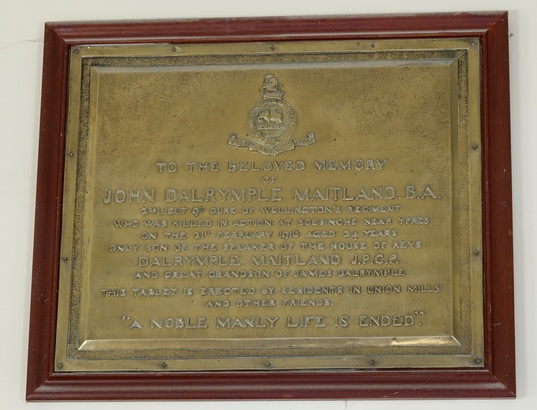 TO THE BELOVED MEMORY
OF
JOHN DALRYMPLE MAITLAND, B.A.
DUKE OF WELLINGTON'S REGIMENT
WHO WAS KILLED IN ACTION AT NEAR YPRES
ON THE FEBRUARY AGED 24 YEARS
ONLY SON OF THE SPEAKER OF THE HOUSE OF KEYS
DALRYMPLE MAITLAND J.P.C.P.
AND GREAT GRANDSON OF JAMES DALRYMPLE.
THIS TABLET IS ERECTED BY RESIDENTS IN UNION MILLS
AND OTHER FRIENDS.
"A NOBLE MANLY LIFE IS ENDED".